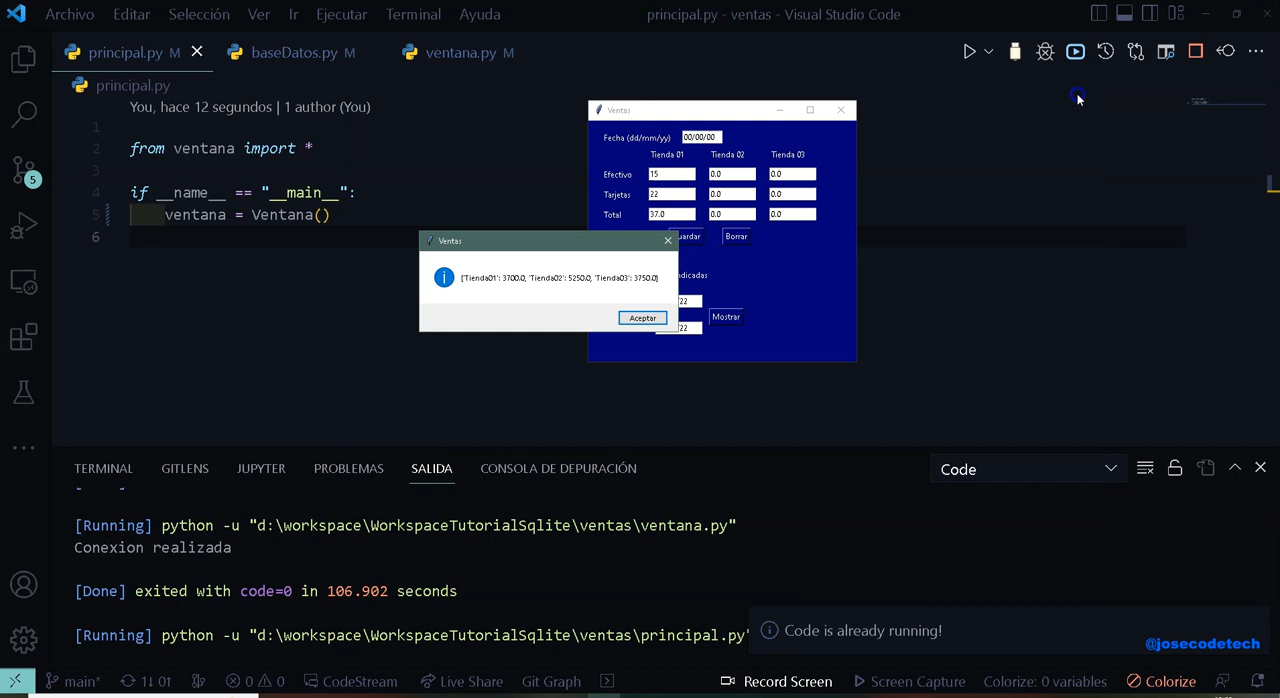 Archivo Editar Selección Ver Ir Ejecutar Terminal Ayuda principal.py - ventas - Visual Studio Code
principal.py M baseDatos.py M ventana.py M
principal.py
You, hace 12 segundos | 1 author (You)
1
2 from ventana import *
3
4 if __name__ == "__main__":
5 ventana = Ventana()
6
5
Ventas
Fecha (dd/mm/yy) 00/00/00
Tienda 01 Tienda 02 Tienda 03
Efectivo 15 0.0 0.0
Tarjetas 22 0.0 0.0
Total 37.0 0.0 0.0
uardar Borrar
ndicadas
22
Mostrar
22
Ventas
{'Tienda01': 3700.0, 'Tienda02': 5250.0, 'Tienda03': 3750.0}
Aceptar
TERMINAL GITLENS JUPYTER PROBLEMAS SALIDA CONSOLA DE DEPURACIÓN Code
[Running] python -u "d:\workspace\WorkspaceTutorialSqlite\ventas\ventana.py"
Conexion realizada
[Done] exited with code=0 in 106.902 seconds
[Running] python -u "d:\workspace\WorkspaceTutorialSqlite\ventas\principal.py"
Code is already running!
@josecodetech
main* 0 0 CodeStream Live Share Git Graph Record Screen Screen Capture Colorize: 0 variables Colorize